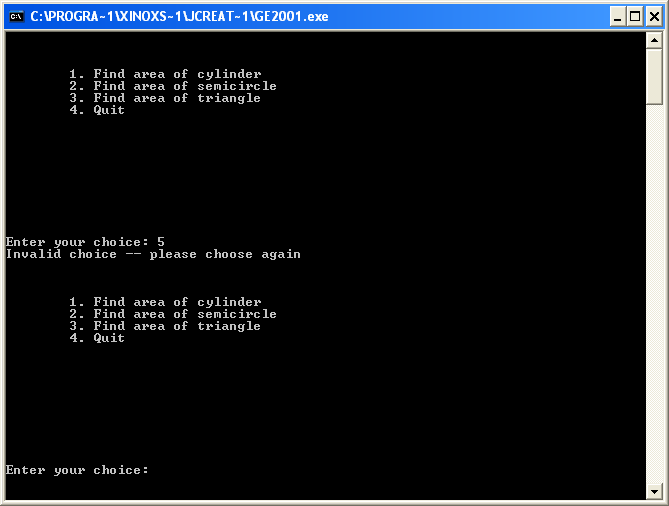 C:\PROGRA~1\XINOXS~1\JCREAT~1\GE2001.exe
1. Find area of cylinder
2. Find area of semicircle
3. Find area of triangle
4. Quit
Enter your choice: 5
Invalid choice -- please choose again
1. Find area of cylinder
2. Find area of semicircle
3. Find area of triangle
4. Quit
Enter your choice: